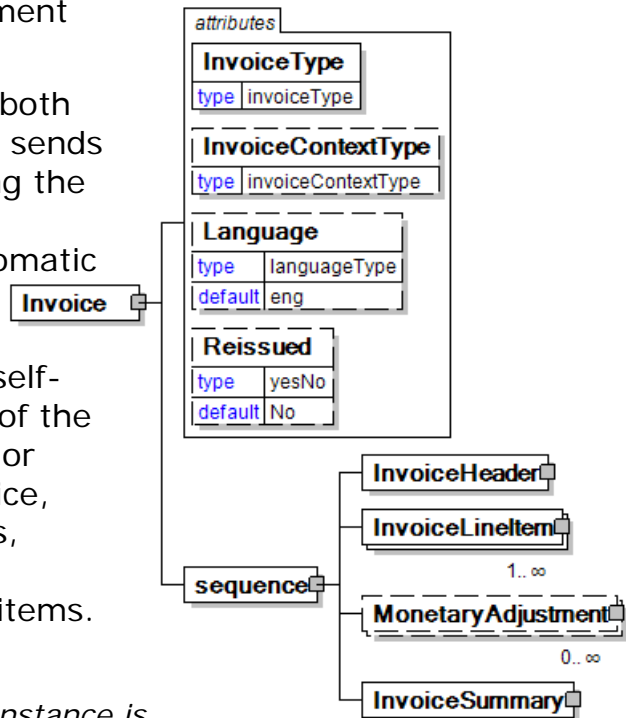 ment
both
sends
ng the
omatic
self-
of the
or
ice,
s,
items.
nstance is
attributes
InvoiceType
type invoiceType
InvoiceContextType
type invoiceContextType
Language
type languageType
default eng
Reissued
type yesNo
default No
Invoice
sequence
InvoiceHeader
InvoiceLineItem
1..∞
MonetaryAdjustment
0..∞
InvoiceSummary